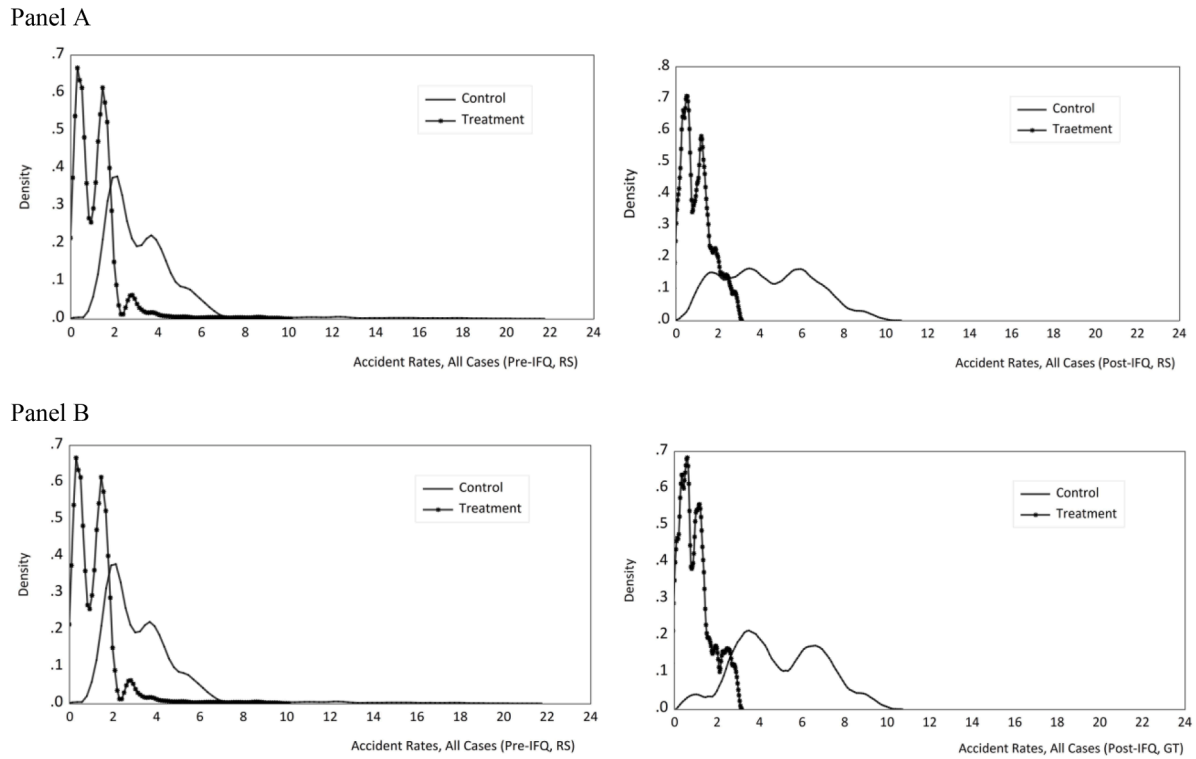 Panel A
.7
.6
.5
.4
.3
.2
.1
.0
Density
Control
Treatment
0 2 4 6 8 10 12 14 16 18 20 22 24
Accident Rates, All Cases (Pre-IFQ, RS)
.8
.7
.6
.5
.4
.3
.2
.1
.0
Density
Control
Traetment
0 2 4 6 8 10 12 14 16 18 20 22 24
Accident Rates, All Cases (Post-IFQ, RS)
Panel B
.7
.6
.5
.4
.3
.2
.1
.0
Density
Control
Treatment
0 2 4 6 8 10 12 14 16 18 20 22 24
Accident Rates, All Cases (Pre-IFQ, RS)
.7
.6
.5
.4
.3
.2
.1
.0
Density
Control
Treatment
0 2 4 6 8 10 12 14 16 18 20 22 24
Accident Rates, All Cases (Post-IFQ, GT)